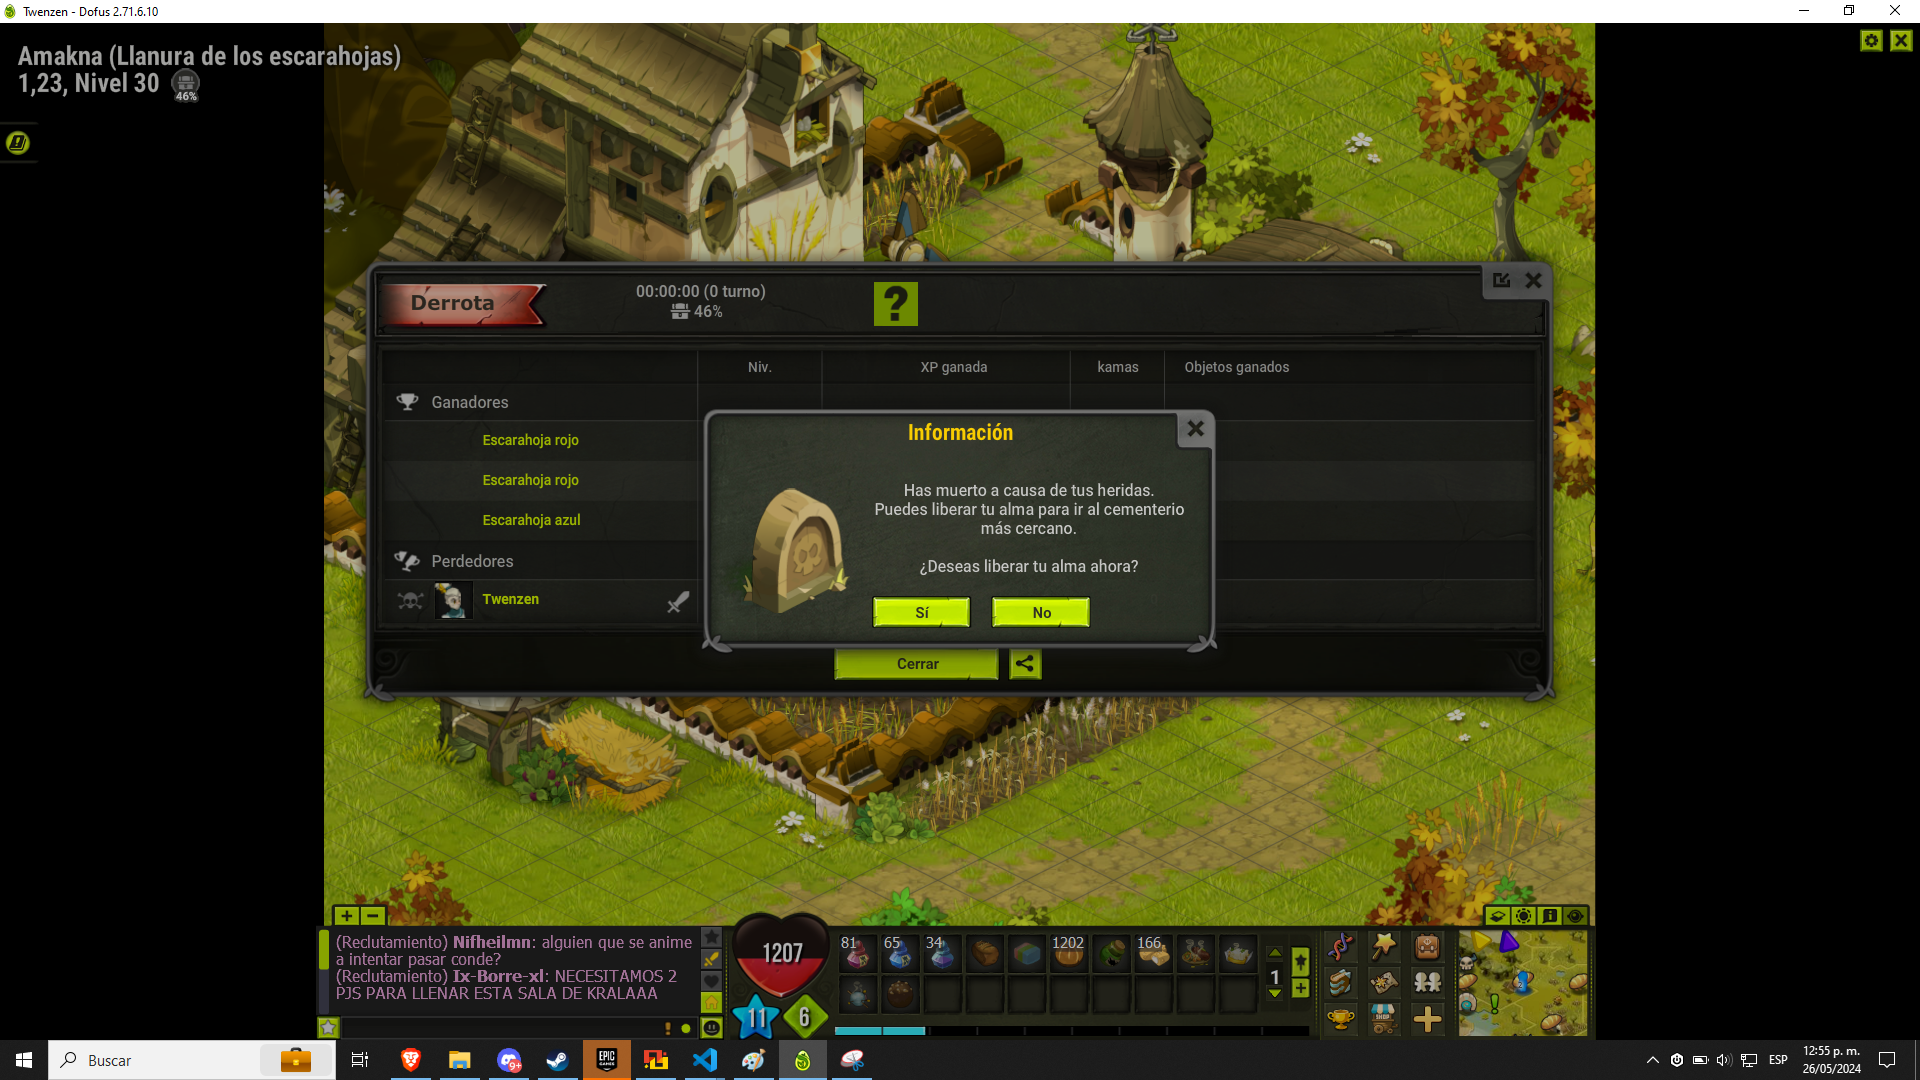 Twenzen - Dofus 2.71.6.10
Amakna (Llanura de los escarahojas)
1,23, Nivel 30
46%
Derrota
00:00:00 (0 turno)
46%
?
Niv.
XP ganada
kamas
Objetos ganados
Ganadores
Escarahoja rojo
Escarahoja rojo
Escarahoja azul
Perdedores
Twenzen
Información
Has muerto a causa de tus heridas.
Puedes liberar tu alma para ir al cementerio
más cercano.
¿Deseas liberar tu alma ahora?
Sí
No
Cerrar
(Reclutamiento) Nifheilmn: alguien que se anime
a intentar pasar conde?
(Reclutamiento) Ix-Borre-xl: NECESITAMOS 2
PJS PARA LLENAR ESTA SALA DE KRALAAA
1207
11
6
81
65
34
1202
166
1
SHOP
Buscar
9+
EPIC
GAMES
ESP
12:55 p. m.
26/05/2024